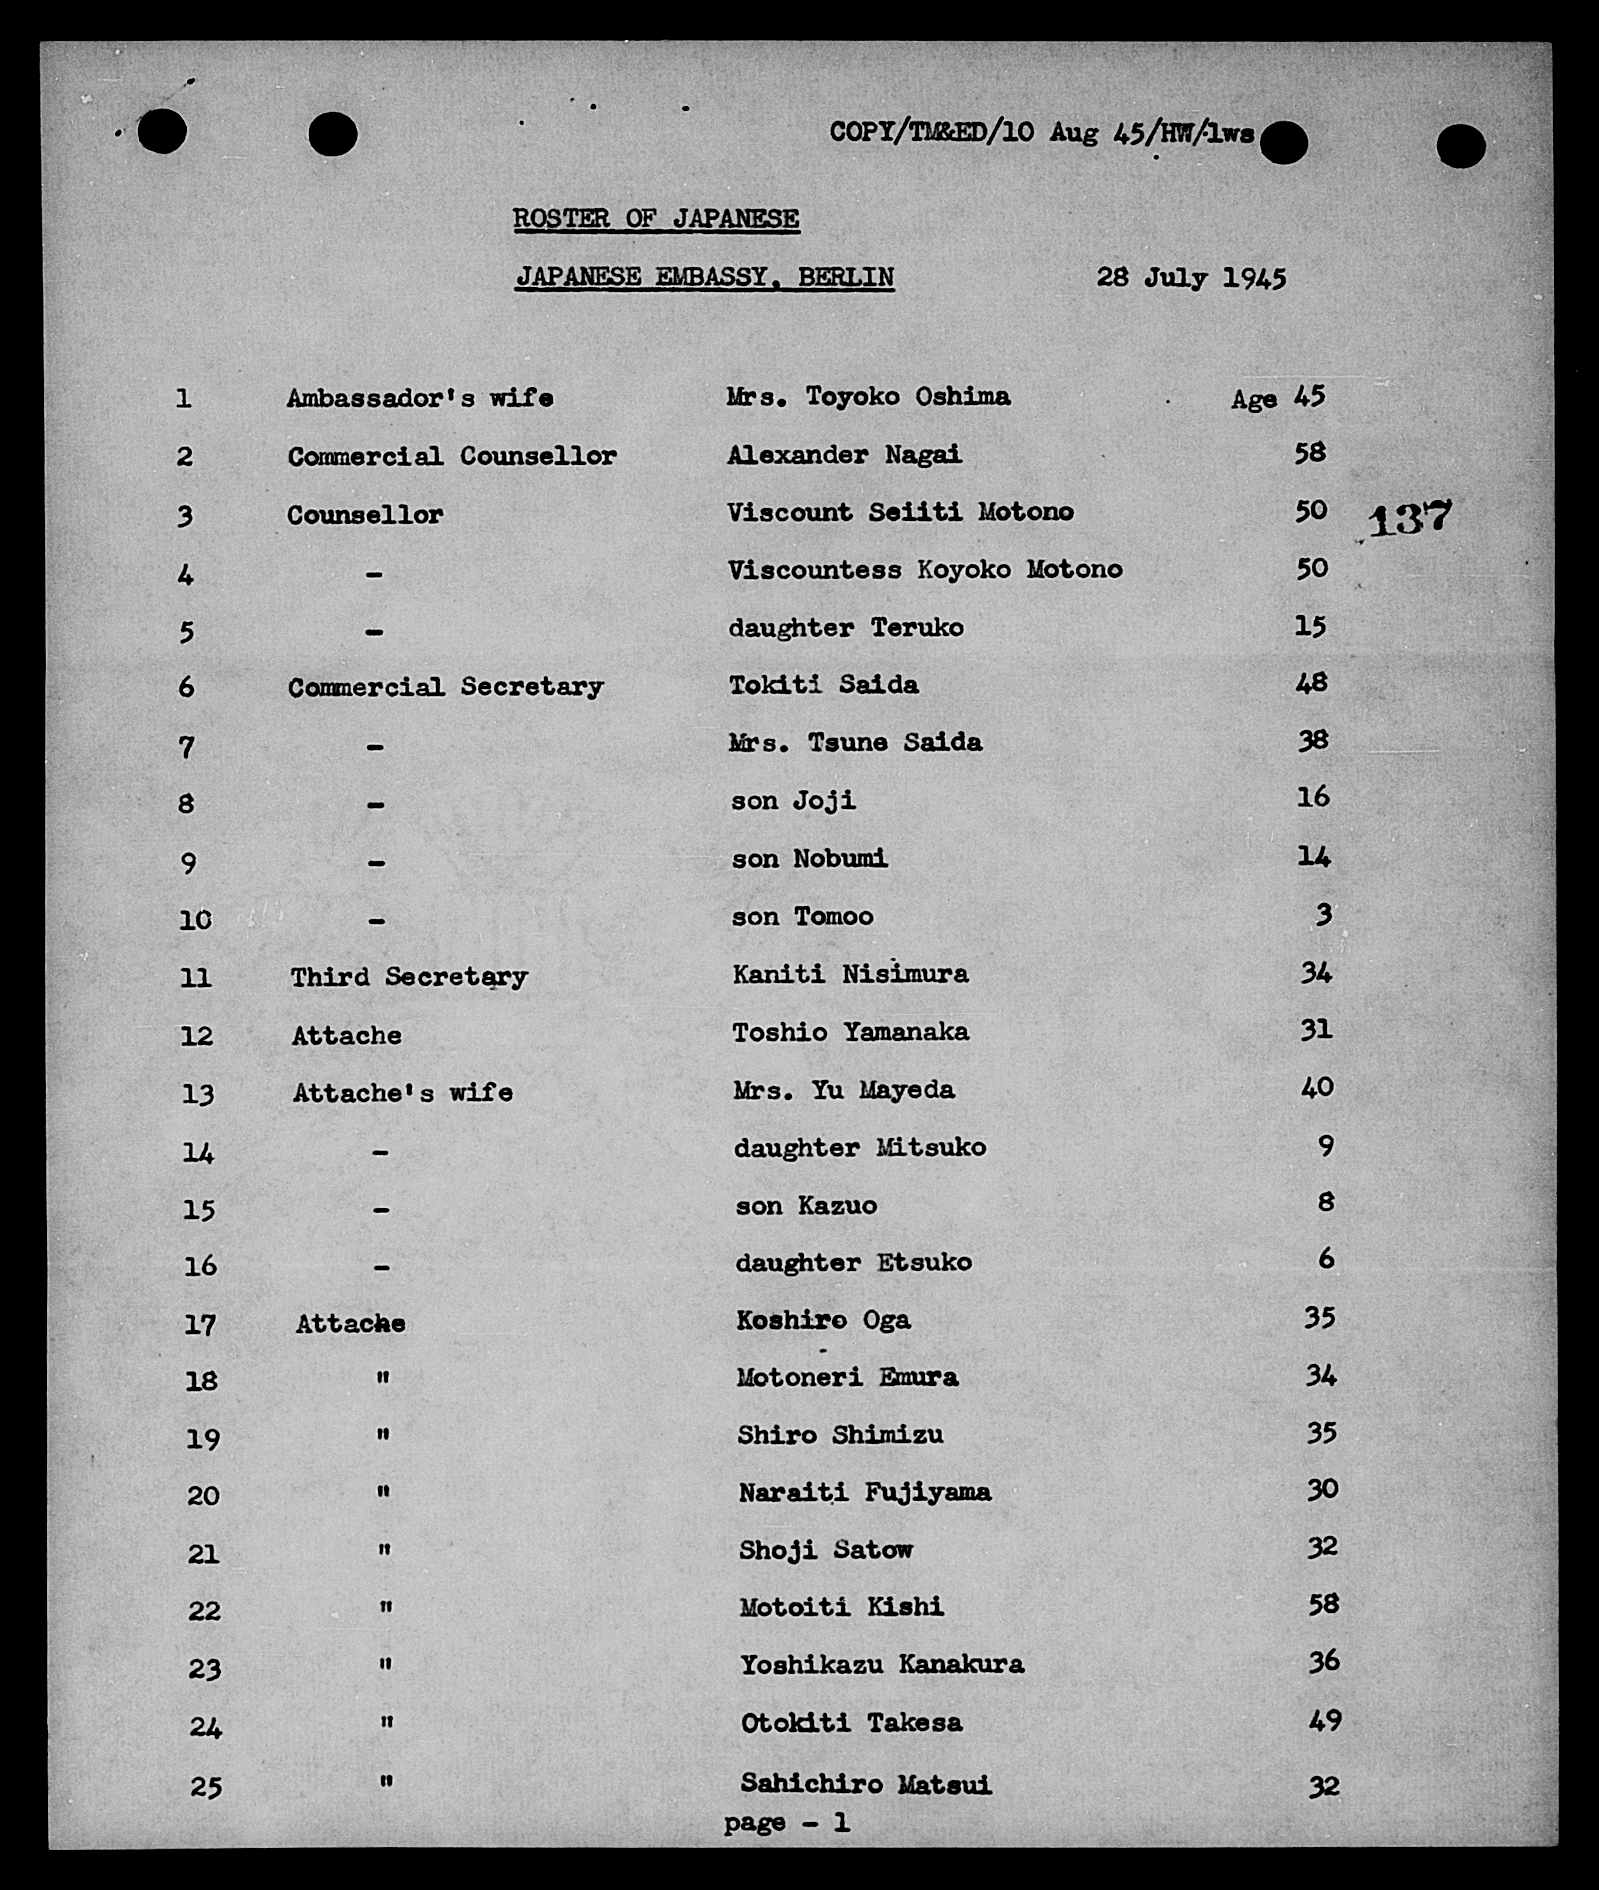 COPY/TM&ED/10 Aug 45/HW/lws
ROSTER OF JAPANESE
JAPANESE EMBASSY, BERLIN 28 July 1945
1 Ambassador's wife Mrs. Toyoko Oshima Age 45
2 Commercial Counsellor Alexander Nagai 58
3 Counsellor Viscount Seiiti Motono 50 137
4 - Viscountess Koyoko Motono 50
5 - daughter Teruko 15
6 Commercial Secretary Tokiti Saida 48
7 - Mrs. Tsune Saida 38
8 - son Joji 16
9 - son Nobumi 14
10 - son Tomoo 3
11 Third Secretary Kaniti Nisimura 34
12 Attache Toshio Yamanaka 31
13 Attache's wife Mrs. Yu Mayeda 40
14 - daughter Mitsuko 9
15 - son Kazuo 8
16 - daughter Etsuko 6
17 Attache Koshiro Oga 35
18 " Motoneri Emura 34
19 " Shiro Shimizu 35
20 " Naraiti Fujiyama 30
21 " Shoji Satow 32
22 " Motoiti Kishi 58
23 " Yoshikazu Kanakura 36
24 " Otokiti Takesa 49
25 " Sahichiro Matsui 32
page - 1